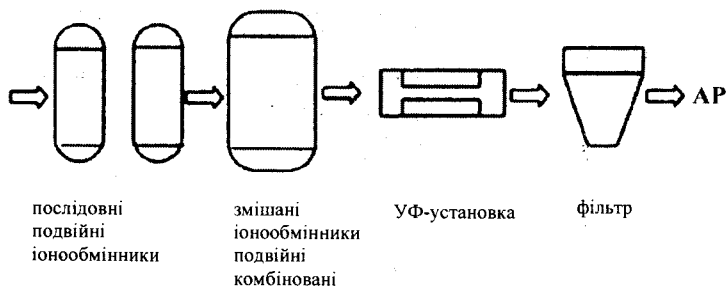 АР
послідовні
подвійні
іонообмінники
змішані
іонообмінники
подвійні
комбіновані
УФ-установка
фільтр